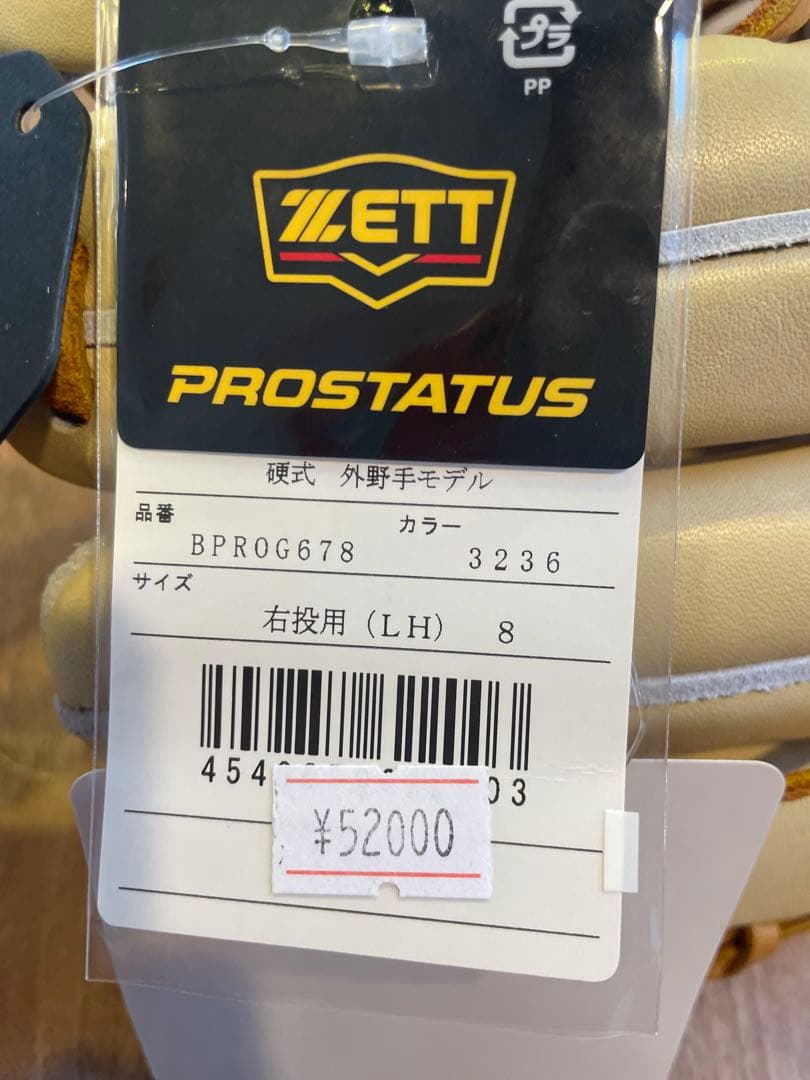 プラ
PP
ZETT
PROSTATUS
硬式 外野手モデル
品番 カラー
BPROG678 3236
サイズ
右投用(LH) 8
03
¥52000